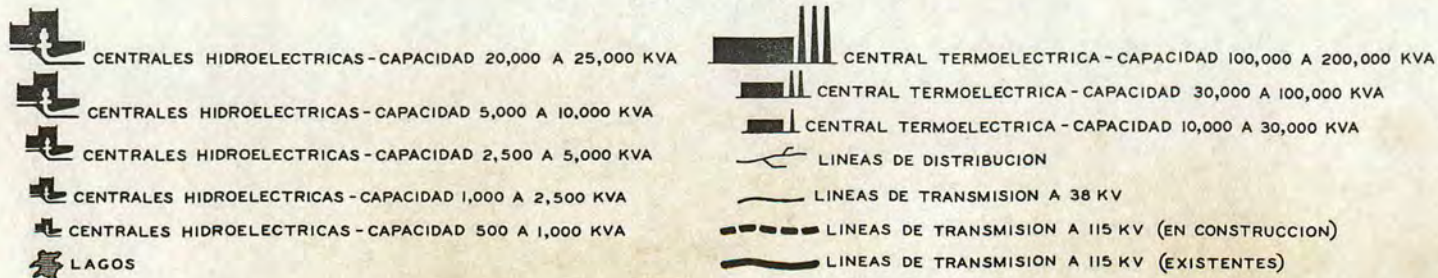 CENTRALES HIDROELECTRICAS-CAPACIDAD 20,000 A 25,000 KVA
CENTRALES HIDROELECTRICAS-CAPACIDAD 5,000 A 10,000 KVA
CENTRALES HIDROELECTRICAS-CAPACIDAD 2,500 A 5,000 KVA
CENTRALES HIDROELECTRICAS-CAPACIDAD 1,000 A 2,500 KVA
CENTRALES HIDROELECTRICAS-CAPACIDAD 500 A 1,000 KVA
LAGOS
CENTRAL TERMOELECTRICA-CAPACIDAD 100,000 A 200,000 KVA
CENTRAL TERMOELECTRICA-CAPACIDAD 30,000 A 100,000 KVA
CENTRAL TERMOELECTRICA-CAPACIDAD 10,000 A 30,000 KVA
LINEAS DE DISTRIBUCION
LINEAS DE TRANSMISION A 38 KV
LINEAS DE TRANSMISION A 115 KV (EN CONSTRUCCION)
LINEAS DE TRANSMISION A 115 KV (EXISTENTES)